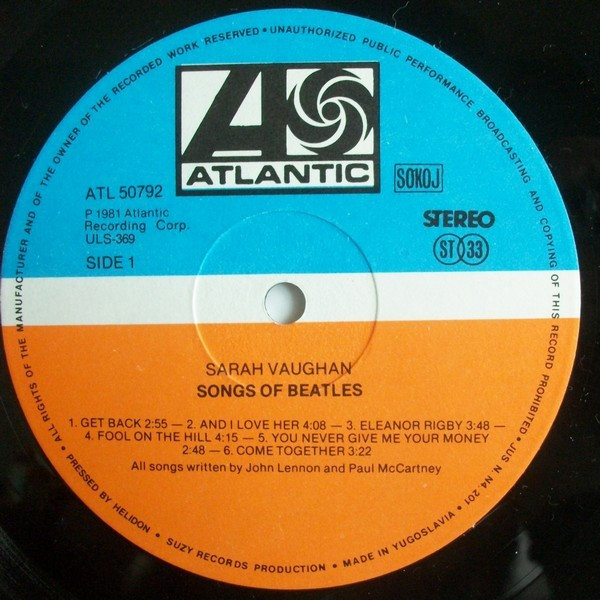 ALL RIGHTS OF THE MANUFACTURER AND OF THE OWNER OF THE RECORDED WORK RESERVED • UNAUTHORIZED PUBLIC PERFORMANCE BROADCASTING AND COPYING OF THIS RECORD PROHIBITED • JUS N. N4. 201
ATLANTIC
SOKOJ
ATL 50792
P 1981 Atlantic
Recording Corp.
ULS-369
SIDE 1
STEREO
ST 33
SARAH VAUGHAN
SONGS OF BEATLES
1. GET BACK 2:55 — 2. AND I LOVE HER 4:08 — 3. ELEANOR RIGBY 3:48 —
4. FOOL ON THE HILL 4:15 — 5. YOU NEVER GIVE ME YOUR MONEY
2:48 — 6. COME TOGETHER 3:22
All songs written by John Lennon and Paul McCartney
• PRESSED BY HELIDON • SUZY RECORDS PRODUCTION • MADE IN YUGOSLAVIA •